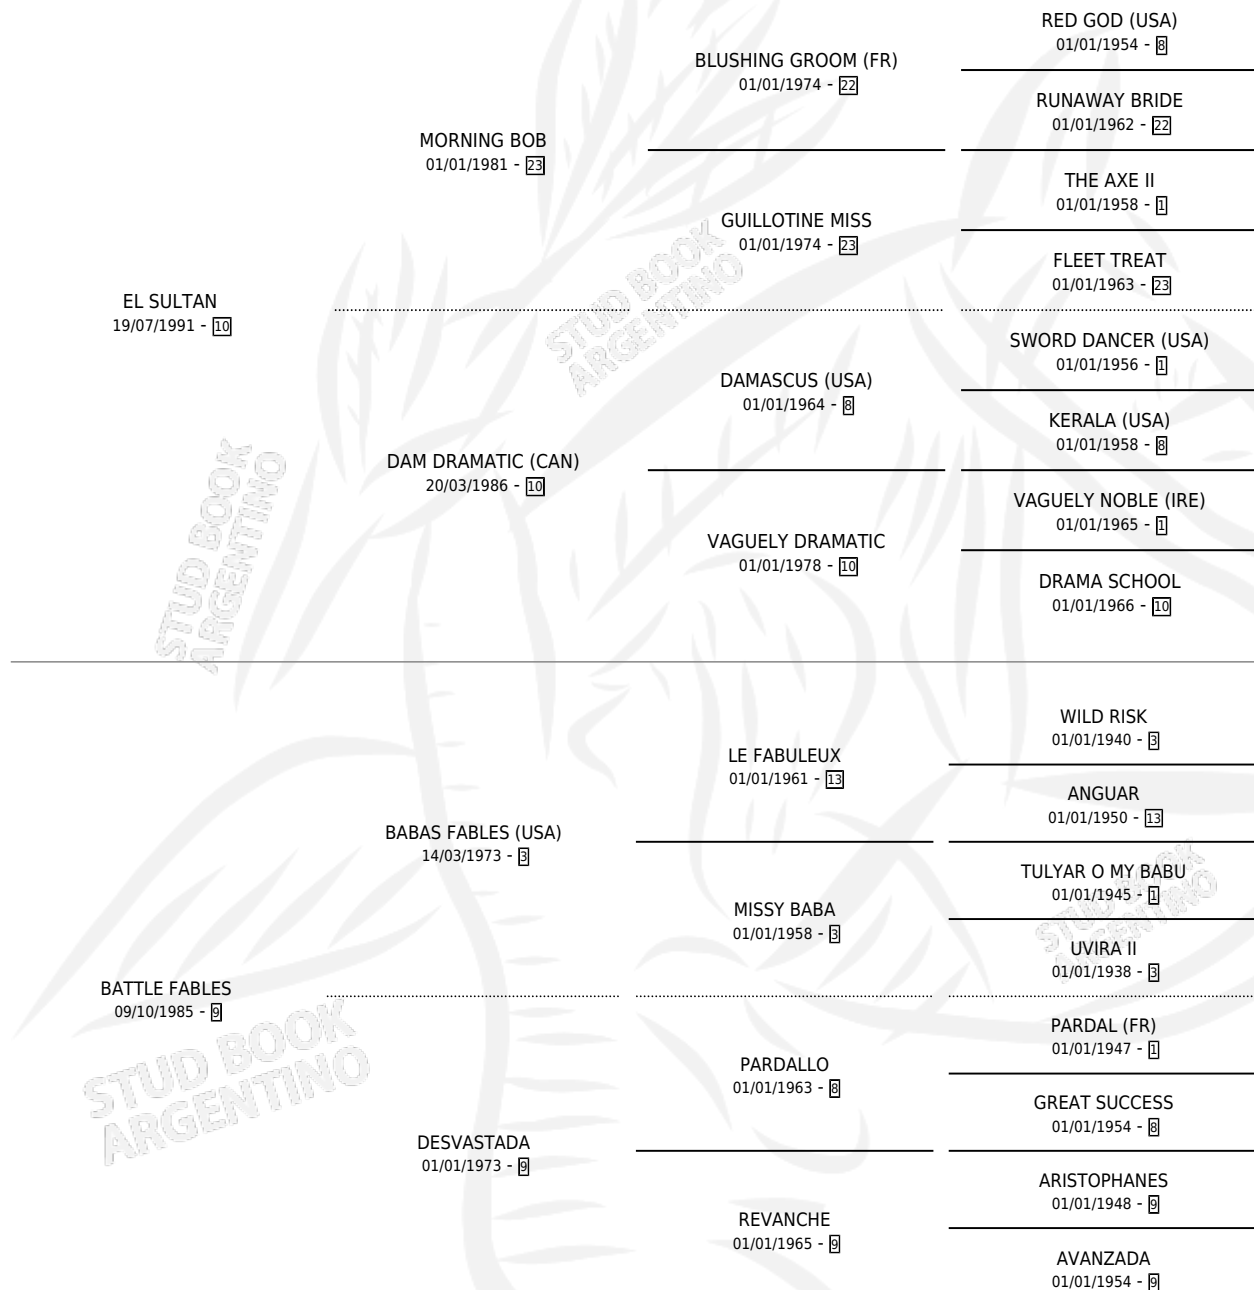 RED GOD (USA)
01/01/1954 - 8
BLUSHING GROOM (FR)
01/01/1974 - 22
RUNAWAY BRIDE
01/01/1962 - 22
MORNING BOB
01/01/1981 - 23
THE AXE II
01/01/1958 - 1
GUILLOTINE MISS
01/01/1974 - 23
FLEET TREAT
01/01/1963 - 23
EL SULTAN
19/07/1991 - 10
SWORD DANCER (USA)
01/01/1956 - 1
DAMASCUS (USA)
01/01/1964 - 8
KERALA (USA)
01/01/1958 - 8
DAM DRAMATIC (CAN)
20/03/1986 - 10
VAGUELY NOBLE (IRE)
01/01/1965 - 1
VAGUELY DRAMATIC
01/01/1978 - 10
DRAMA SCHOOL
01/01/1966 - 10
WILD RISK
01/01/1940 - 3
LE FABULEUX
01/01/1961 - 13
ANGUAR
01/01/1950 - 13
BABAS FABLES (USA)
14/03/1973 - 3
TULYAR O MY BABU
01/01/1945 - 1
MISSY BABA
01/01/1958 - 3
UVIRA II
01/01/1938 - 3
BATTLE FABLES
09/10/1985 - 9
PARDAL (FR)
01/01/1947 - 1
PARDALLO
01/01/1963 - 8
GREAT SUCCESS
01/01/1954 - 8
DESVASTADA
01/01/1973 - 9
ARISTOPHANES
01/01/1948 - 9
REVANCHE
01/01/1965 - 9
AVANZADA
01/01/1954 - 9
STUD BOOK
ARGENTINO
STUD BOOK
ARGENTINO
STUD BOOK
ARGENTINO
STUD BOOK
ARGENTINO